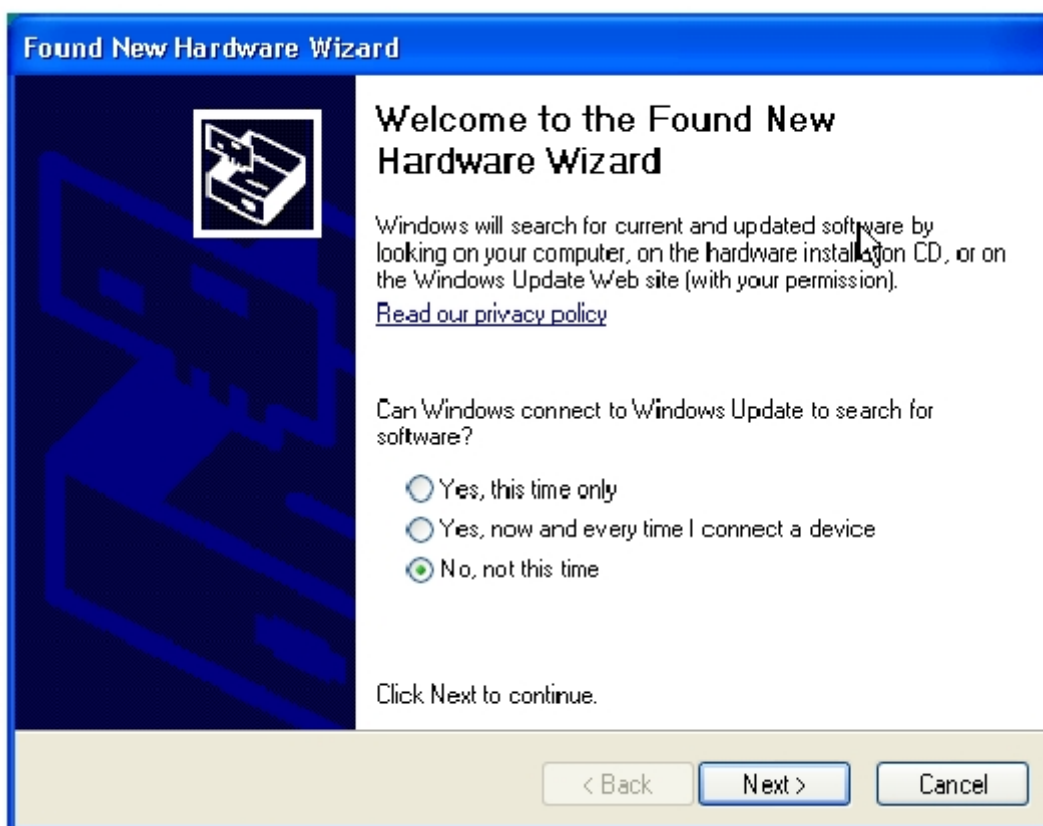 Found New Hardware Wizard
Welcome to the Found New
Hardware Wizard
Windows will search for current and updated software by
looking on your computer, on the hardware installation CD, or on
the Windows Update Web site (with your permission).
Read our privacy policy
Can Windows connect to Windows Update to search for
software?
Yes, this time only
Yes, now and every time I connect a device
No, not this time
Click Next to continue.
< Back
Next >
Cancel